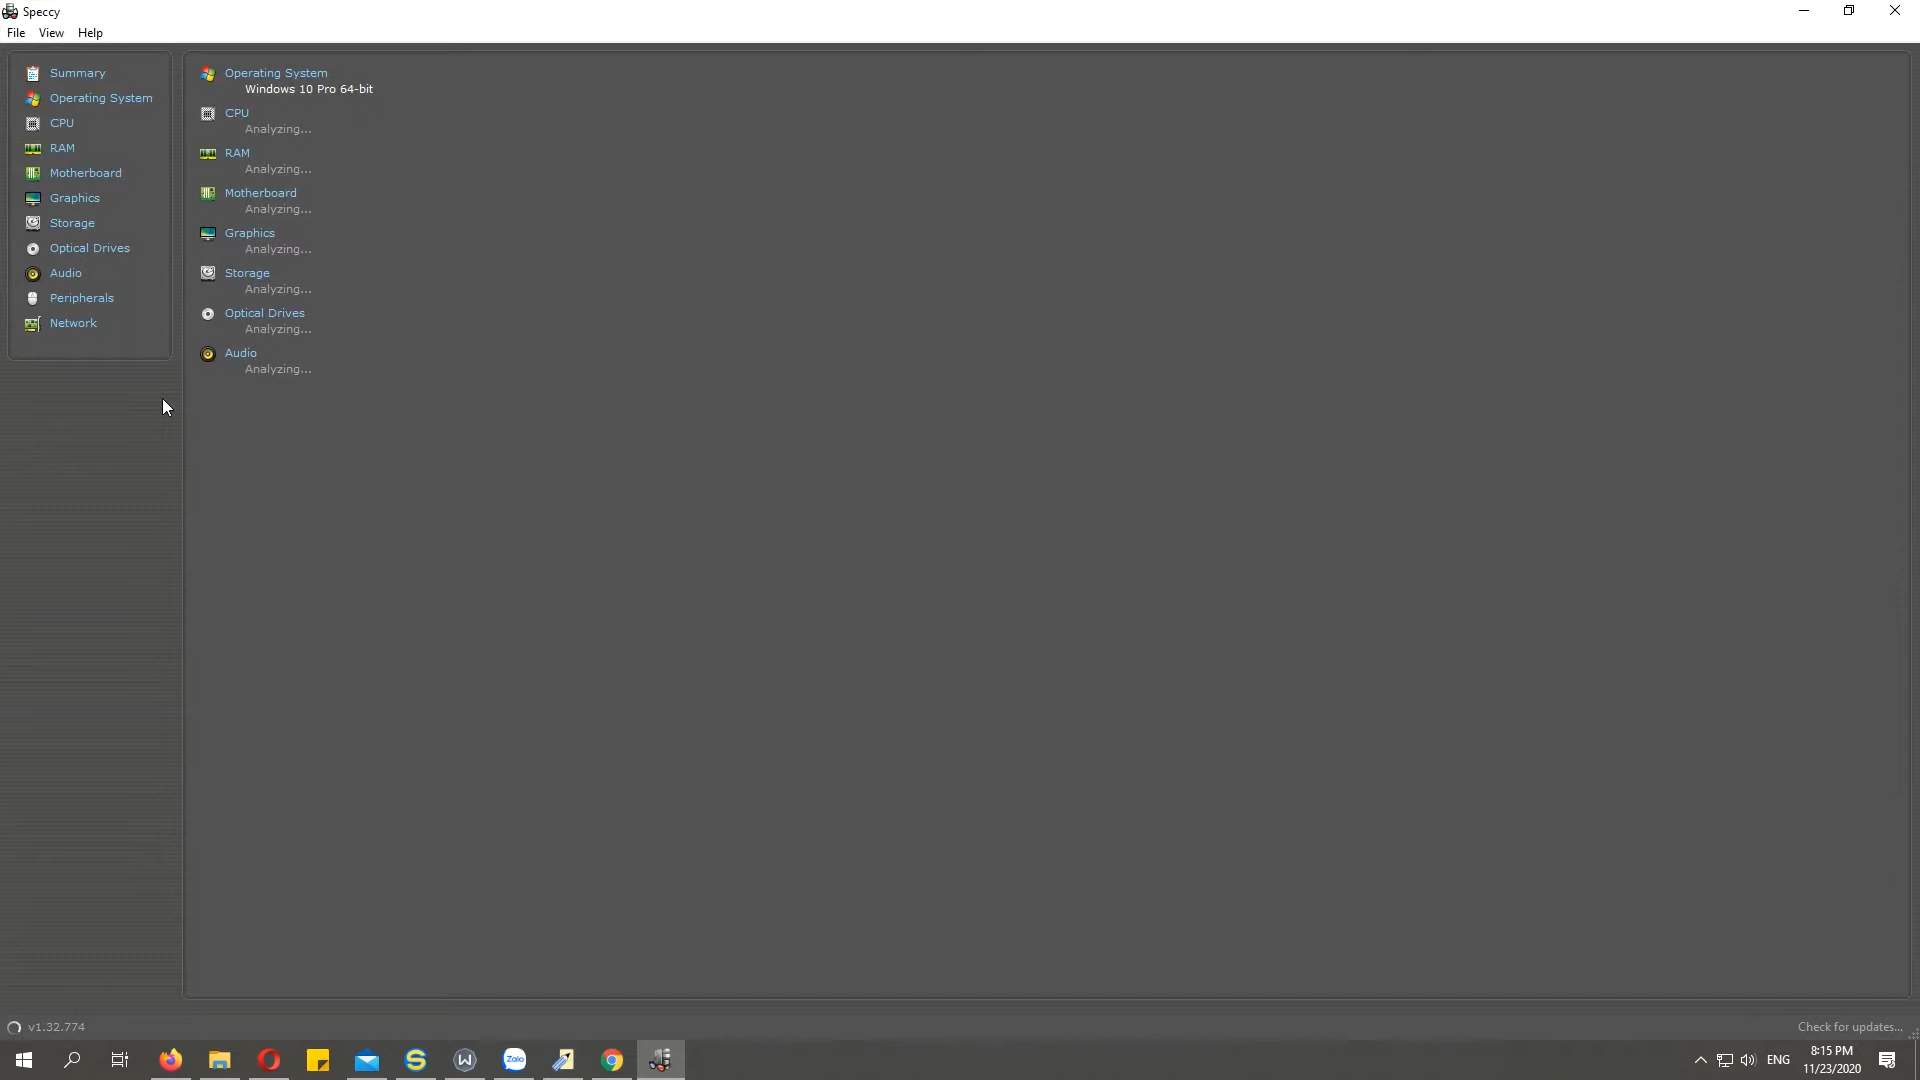 Speccy
File View Help
Summary
Operating System
CPU
RAM
Motherboard
Graphics
Storage
Optical Drives
Audio
Peripherals
Network
Operating System
Windows 10 Pro 64-bit
CPU
Analyzing...
RAM
Analyzing...
Motherboard
Analyzing...
Graphics
Analyzing...
Storage
Analyzing...
Optical Drives
Analyzing...
Audio
Analyzing...
v1.32.774
Check for updates...
S
W
Zalo
ENG
8:15 PM
11/23/2020